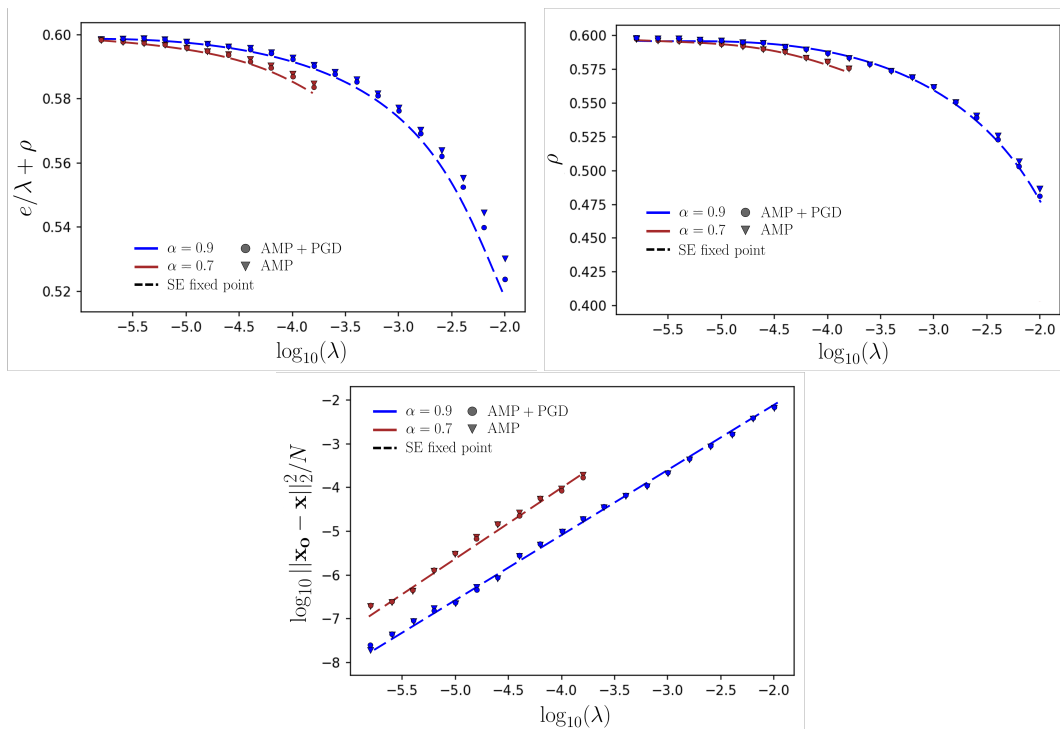 0.60
0.58
0.56
0.54
0.52
e/λ + ρ
α = 0.9 AMP + PGD
α = 0.7 AMP
SE fixed point
−5.5 −5.0 −4.5 −4.0 −3.5 −3.0 −2.5 −2.0
log₁₀(λ)
0.600
0.575
0.550
0.525
0.500
0.475
0.450
0.425
0.400
ρ
α = 0.9 AMP + PGD
α = 0.7 AMP
SE fixed point
−5.5 −5.0 −4.5 −4.0 −3.5 −3.0 −2.5 −2.0
log₁₀(λ)
−2
−3
−4
−5
−6
−7
−8
log₁₀ ||x₀ − x||₂²/N
α = 0.9 AMP + PGD
α = 0.7 AMP
SE fixed point
−5.5 −5.0 −4.5 −4.0 −3.5 −3.0 −2.5 −2.0
log₁₀(λ)